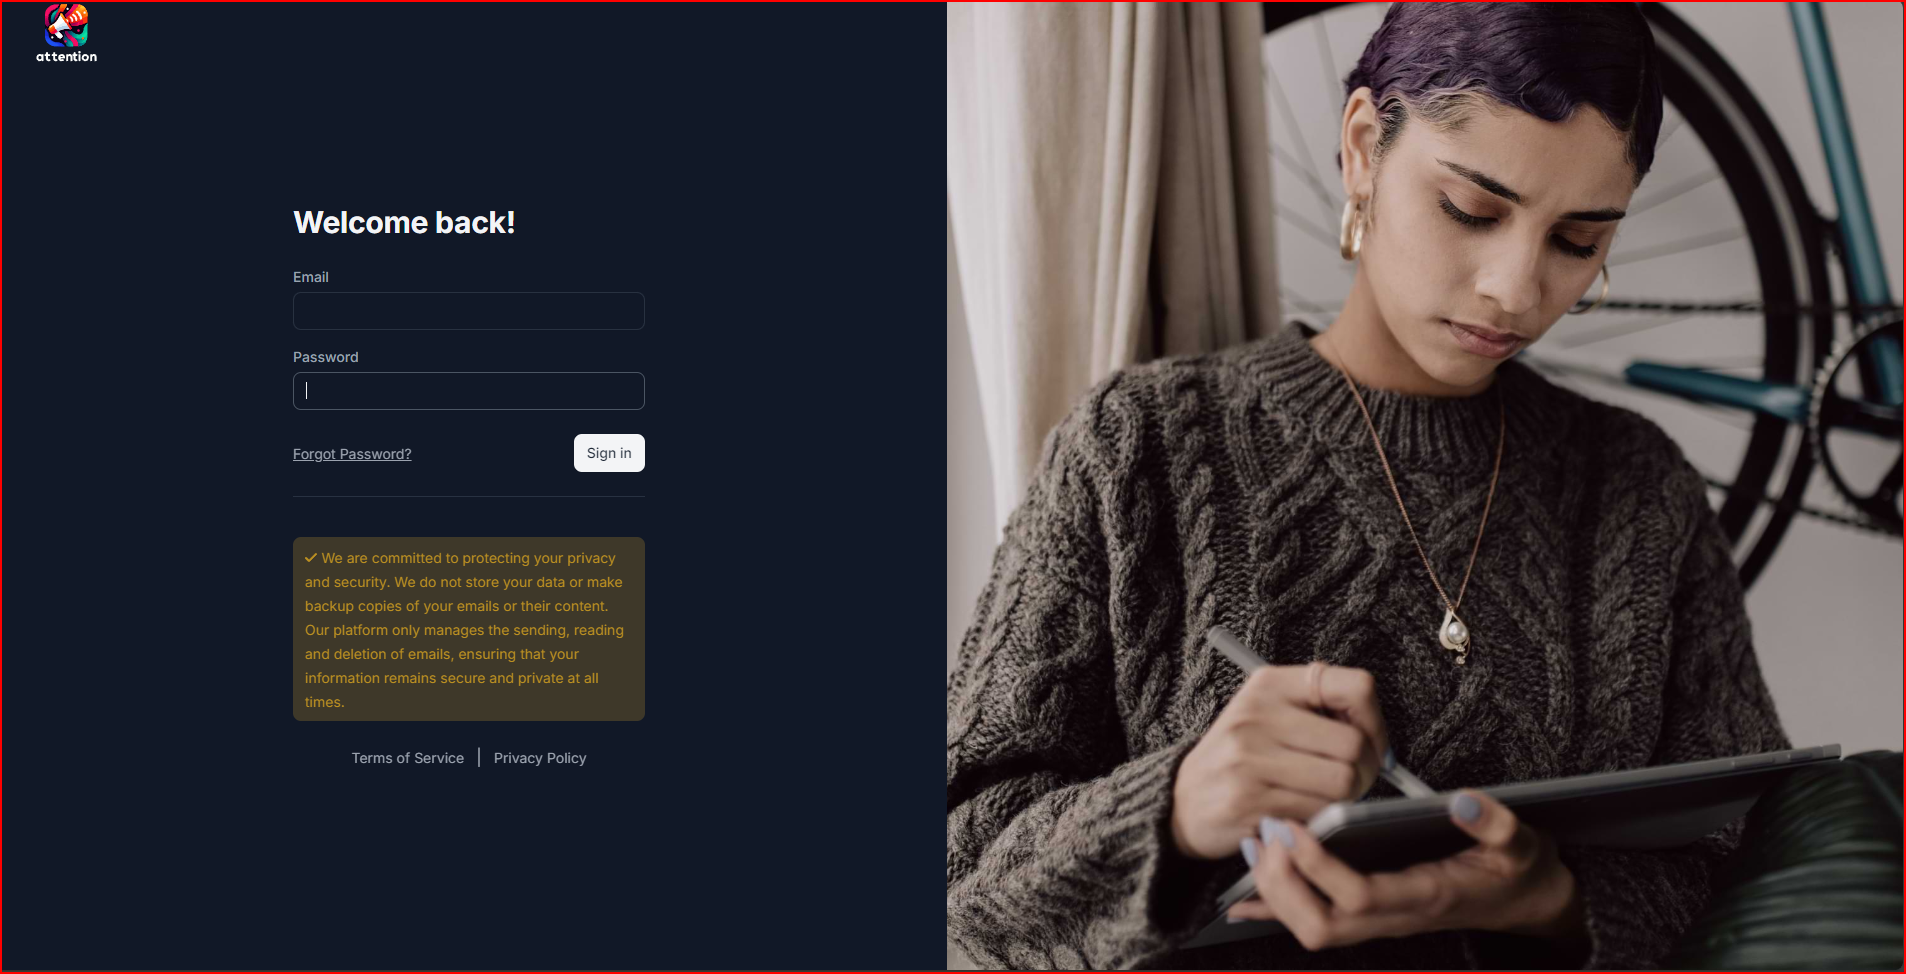 attention
Welcome back!
Email
Password
Forgot Password?
Sign in
We are committed to protecting your privacy
and security. We do not store your data or make
backup copies of your emails or their content.
Our platform only manages the sending, reading
and deletion of emails, ensuring that your
information remains secure and private at all
times.
Terms of Service | Privacy Policy